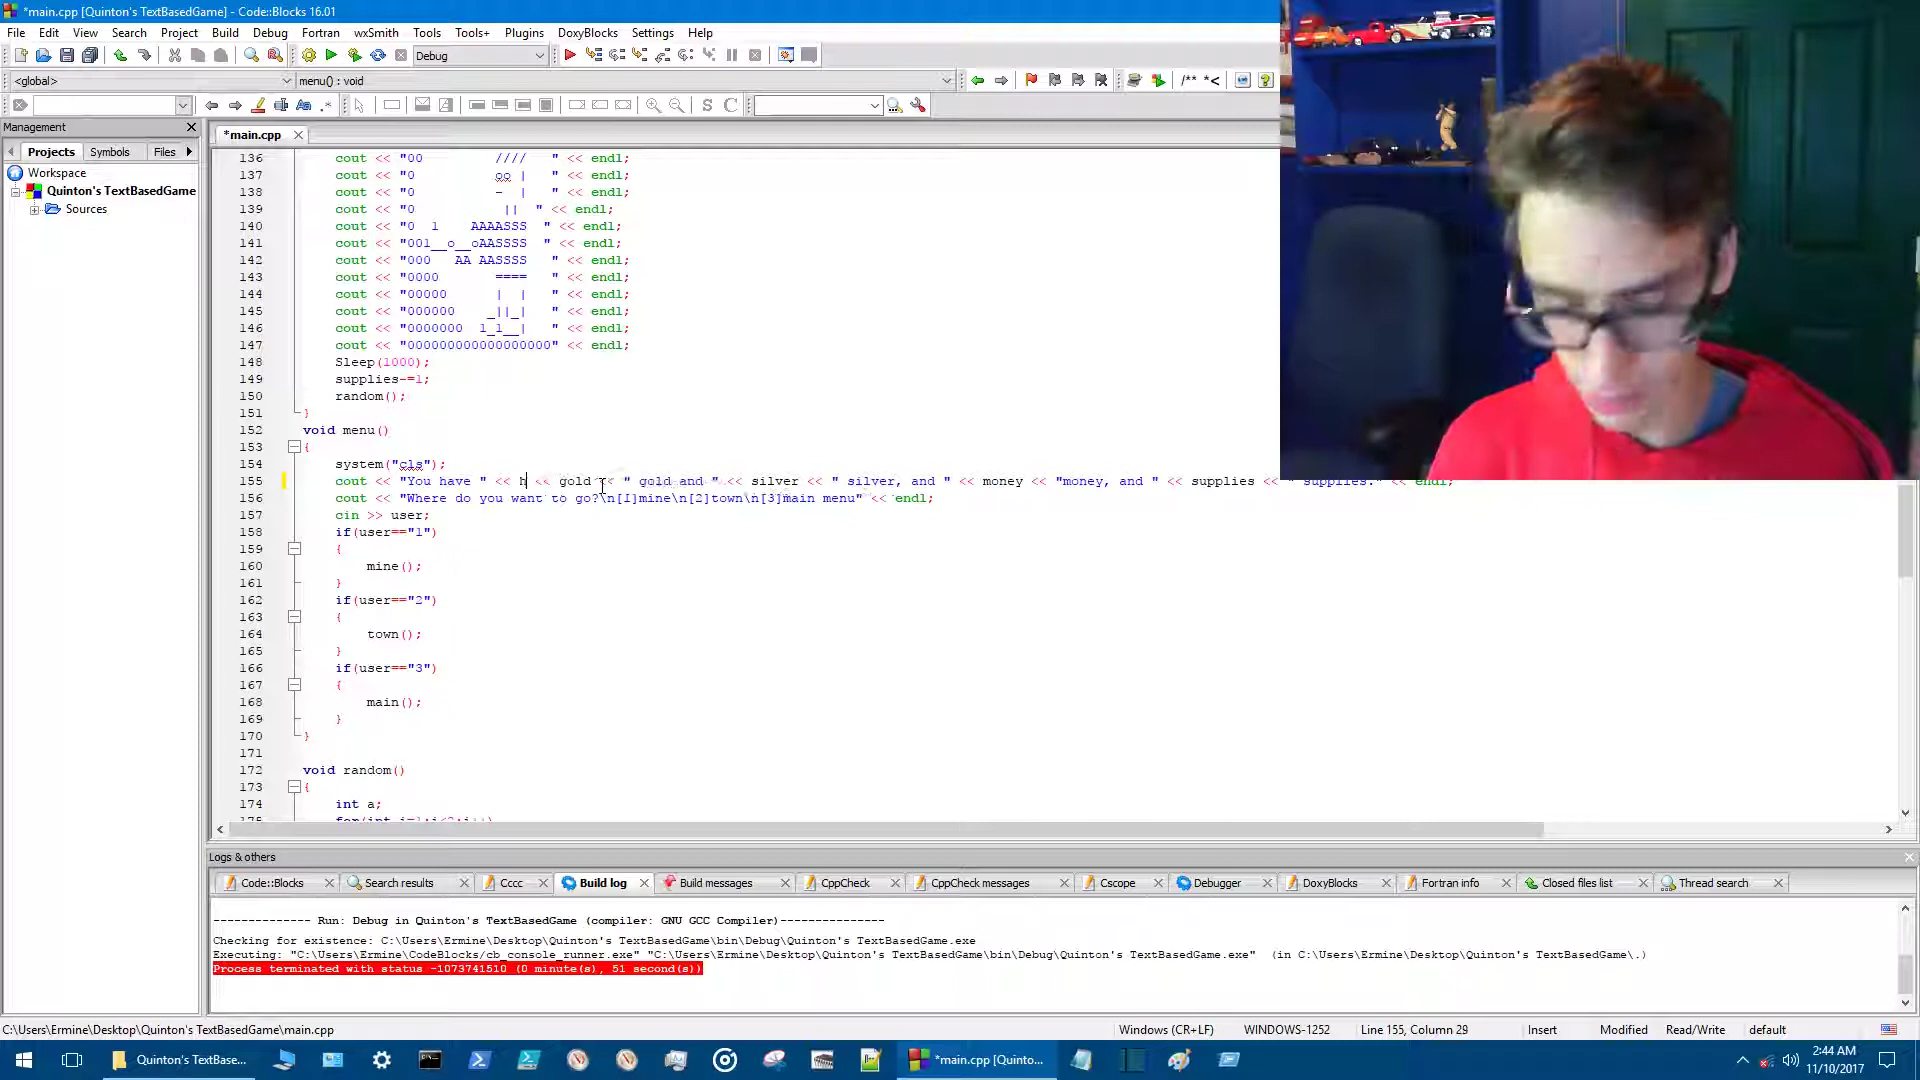 *main.cpp [Quinton's TextBasedGame] - Code::Blocks 16.01
File Edit View Search Project Build Debug Fortran wxSmith Tools Tools+ Plugins DoxyBlocks Settings Help
Debug
<global> menu() : void
/** *<
Aa .* S C
Management
*main.cpp
Projects Symbols Files
Workspace
Quinton's TextBasedGame
Sources
136 cout << "00         ////   " << endl;
137 cout << "0          oo |    " << endl;
138 cout << "0          -  |    " << endl;
139 cout << "0           ||  " << endl;
140 cout << "0  l    AAAASSS  " << endl;
141 cout << "00l__o__oAASSSS  " << endl;
142 cout << "000   AA AASSSS   " << endl;
143 cout << "0000       ====   " << endl;
144 cout << "00000      |  |   " << endl;
145 cout << "000000    _||_|   " << endl;
146 cout << "0000000  l_l__|   " << endl;
147 cout << "000000000000000000" << endl;
148 Sleep(1000);
149 supplies-=1;
150 random();
151 }
152 void menu()
153 {
154 system("cls");
155 cout << "You have " << h << gold << " gold and " << silver << " silver, and " << money << "money, and " << supplies << " supplies." << endl;
156 cout << "Where do you want to go?\n[1]mine\n[2]town\n[3]main menu" << endl;
157 cin >> user;
158 if(user=="1")
159 {
160 mine();
161 }
162 if(user=="2")
163 {
164 town();
165 }
166 if(user=="3")
167 {
168 main();
169 }
170 }
171
172 void random()
173 {
174 int a;
175 for(int i=1;i<2;i++)
Logs & others
Code::Blocks Search results Cccc Build log Build messages CppCheck CppCheck messages Cscope Debugger DoxyBlocks Fortran info Closed files list Thread search
-------------- Run: Debug in Quinton's TextBasedGame (compiler: GNU GCC Compiler)---------------
Checking for existence: C:\Users\Ermine\Desktop\Quinton's TextBasedGame\bin\Debug\Quinton's TextBasedGame.exe
Executing: "C:\Users\Ermine\CodeBlocks/cb_console_runner.exe" "C:\Users\Ermine\Desktop\Quinton's TextBasedGame\bin\Debug\Quinton's TextBasedGame.exe"  (in C:\Users\Ermine\Desktop\Quinton's TextBasedGame\.)
Process terminated with status -1073741510 (0 minute(s), 51 second(s))
C:\Users\Ermine\Desktop\Quinton's TextBasedGame\main.cpp Windows (CR+LF) WINDOWS-1252 Line 155, Column 29 Insert Modified Read/Write default
Quinton's TextBase... *main.cpp [Quinto... 2:44 AM
11/10/2017